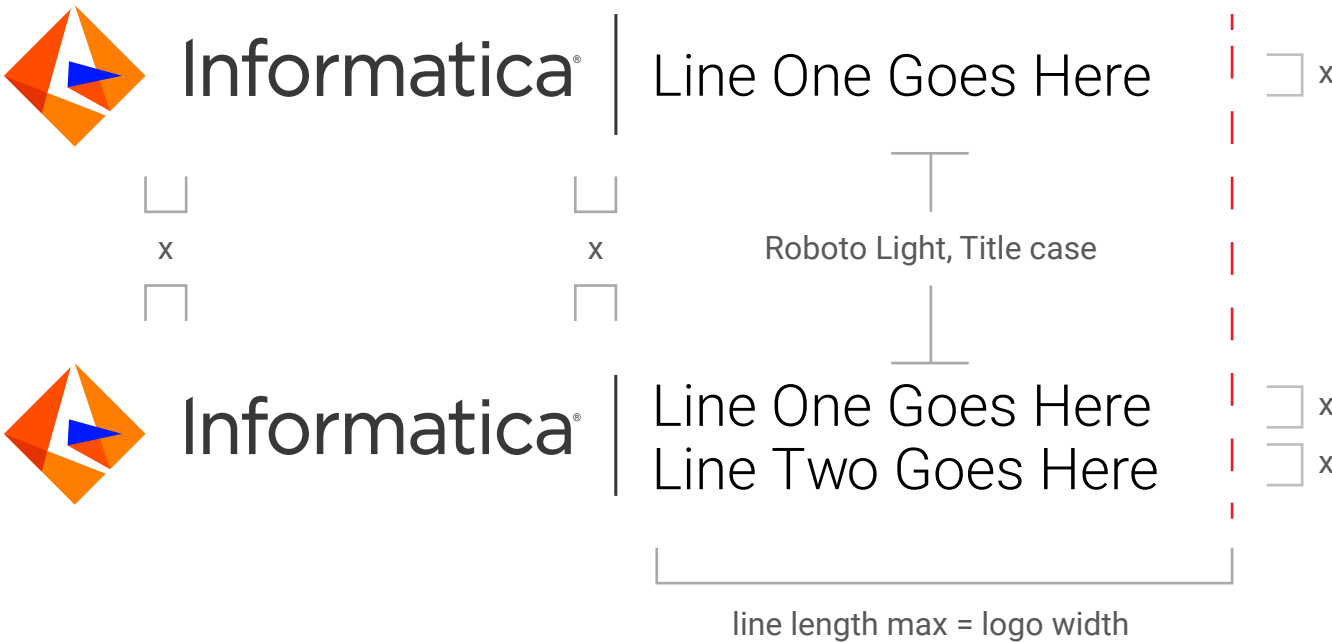 Informatica® Line One Goes Here x
x x Roboto Light, Title case
Informatica® Line One Goes Here x
Line Two Goes Here x
line length max = logo width